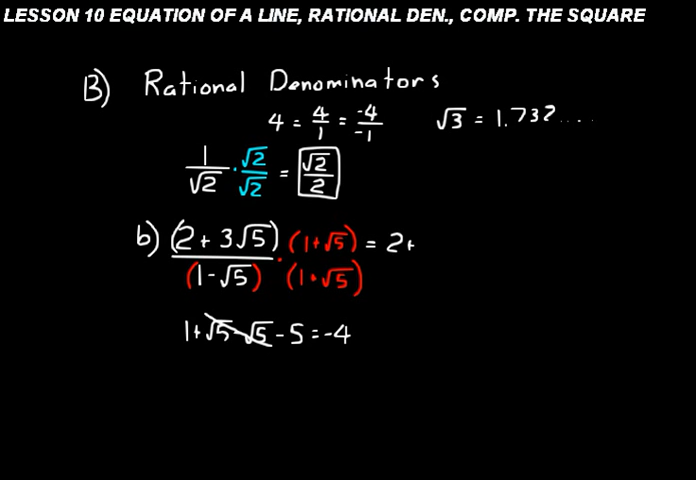 LESSON 10 EQUATION OF A LINE, RATIONAL DEN., COMP. THE SQUARE
B) Rational Denominators
4 = 4/1 = -4/-1   √3 = 1.732....
1/√2 · √2/√2 = √2/2
b) (2 + 3√5)/(1-√5) · (1+√5)/(1+√5) = 2+
1+√5-√5-5=-4